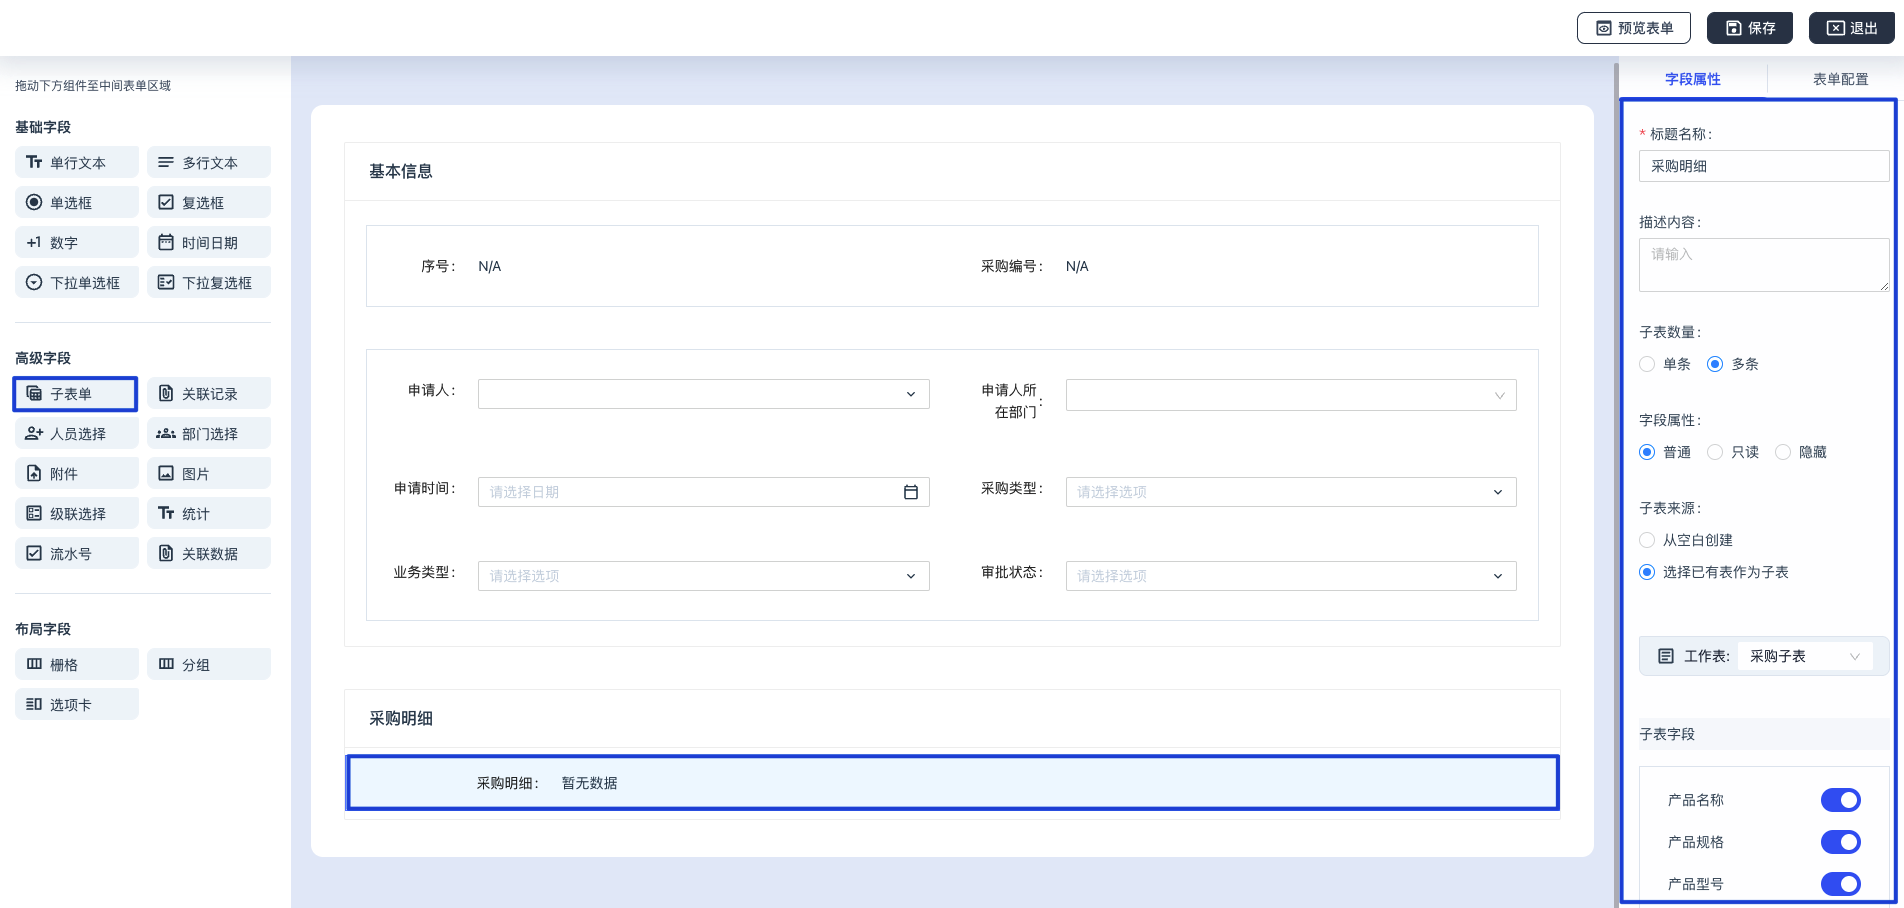 预览表单
保存
退出
拖动下方组件至中间表单区域
基础字段
单行文本
多行文本
单选框
复选框
+1 数字
时间日期
下拉单选框
下拉复选框
高级字段
子表单
关联记录
人员选择
部门选择
附件
图片
级联选择
统计
流水号
关联数据
布局字段
栅格
分组
选项卡
基本信息
序号: N/A
采购编号: N/A
申请人:
申请人所
在部门:
申请时间: 请选择日期
采购类型: 请选择选项
业务类型: 请选择选项
审批状态: 请选择选项
采购明细
采购明细: 暂无数据
字段属性
表单配置
* 标题名称:
采购明细
描述内容:
请输入
子表数量:
单条 多条
字段属性:
普通 只读 隐藏
子表来源:
从空白创建
选择已有表作为子表
工作表: 采购子表
子表字段
产品名称
产品规格
产品型号